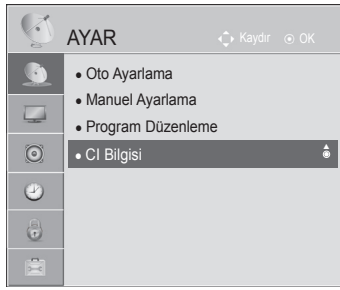 AYAR Kaydır OK
Oto Ayarlama
Manuel Ayarlama
Program Düzenleme
CI Bilgisi